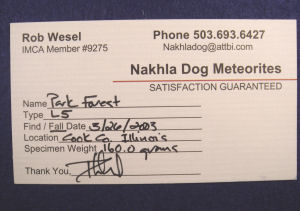 Rob Wesel
IMCA Member #9275
Phone 503.693.6427
Nakhladog@attbi.com
Nakhla Dog Meteorites
SATISFACTION GUARANTEED
Name Park Forest
Type L5
Find / Fall Date 3/26/2003
Location Cook Co. Illinois
Specimen Weight 160.0 grams
Thank You,